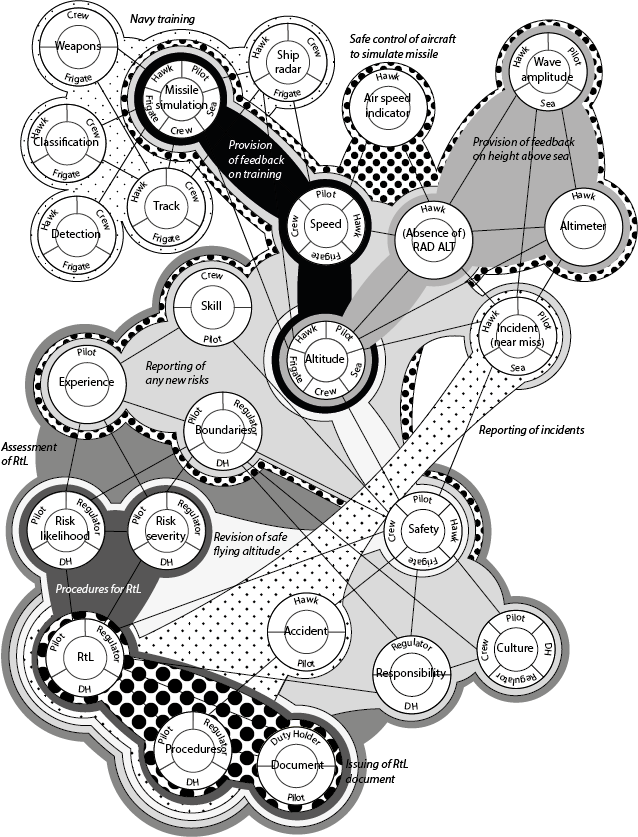 Navy training
Crew
Weapons
Frigate
Hawk
Crew
Ship
radar
Frigate
Hawk
Pilot
Missile
simulation
Frigate
Sea
Crew
Safe control of aircraft
to simulate missile
Hawk
Air speed
indicator
Hawk
Pilot
Wave
amplitude
Sea
Hawk
Crew
Classification
Frigate
Provision
of feedback
on training
Provision of feedback
on height above sea
Hawk
Crew
Track
Frigate
Hawk
Crew
Detection
Frigate
Pilot
Crew
Speed
Hawk
Frigate
Hawk
(Absence of)
RAD ALT
Hawk
Altimeter
Crew
Skill
Pilot
Hawk
Pilot
Altitude
Frigate
Sea
Crew
Hawk
Pilot
Incident
(near miss)
Sea
Pilot
Experience
Reporting of
any new risks
Pilot
Regulator
Boundaries
DH
Reporting of incidents
Assessment
of RtL
Pilot
Regulator
Risk
likelihood
DH
Pilot
Regulator
Risk
severity
DH
Revision of safe
flying altitude
Pilot
Crew
Safety
Hawk
Frigate
Procedures for RtL
Hawk
Accident
Pilot
Pilot
Regulator
RtL
DH
Regulator
Responsibility
DH
Pilot
Crew
Culture
DH
Regulator
Pilot
Regulator
Procedures
DH
Duty Holder
Document
Pilot
Issuing of RtL
document